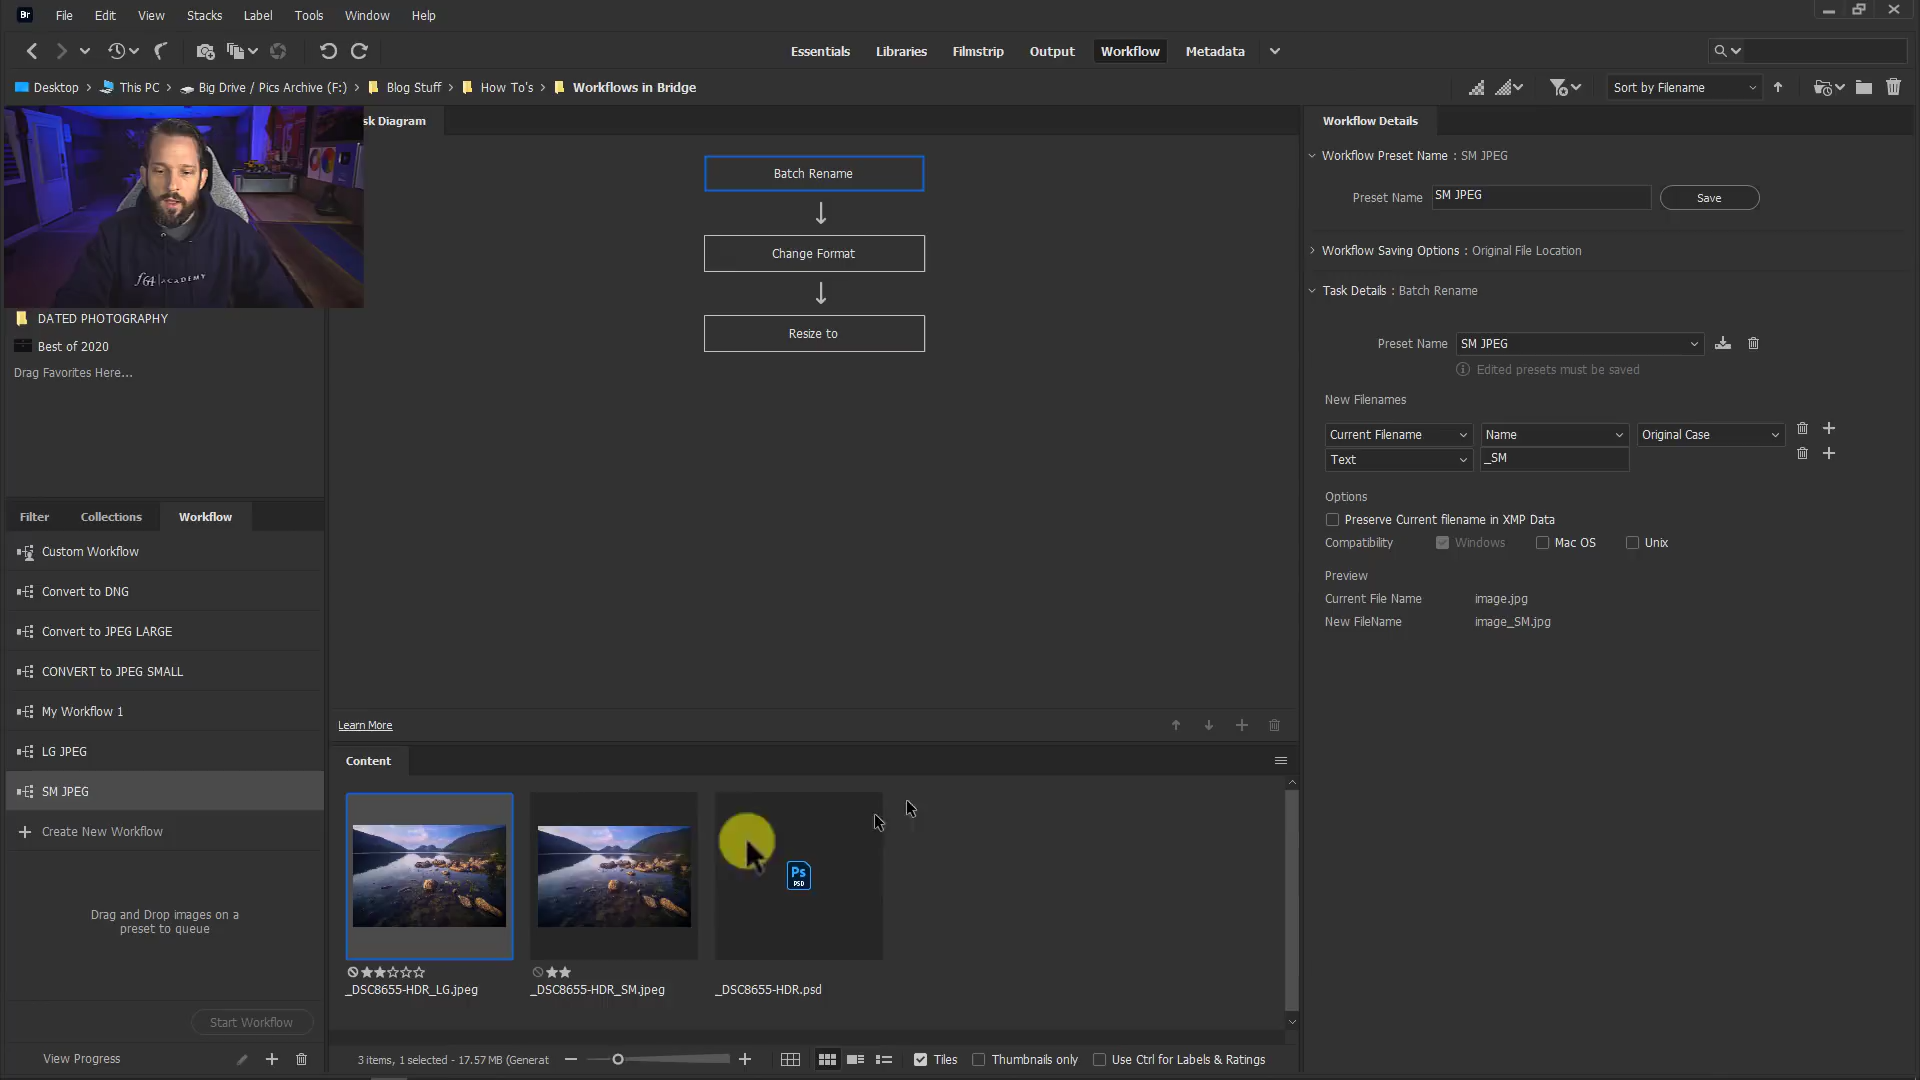 Br File Edit View Stacks Label Tools Window Help
Essentials Libraries Filmstrip Output Workflow Metadata
Desktop This PC Big Drive / Pics Archive (F:) Blog Stuff How To's Workflows in Bridge
Sort by Filename
sk Diagram
Batch Rename
Change Format
Resize to
f64 ACADEMY
DATED PHOTOGRAPHY
Best of 2020
Drag Favorites Here...
Filter Collections Workflow
Custom Workflow
Convert to DNG
Convert to JPEG LARGE
CONVERT to JPEG SMALL
My Workflow 1
LG JPEG
SM JPEG
Create New Workflow
Drag and Drop images on a
preset to queue
Start Workflow
View Progress
Learn More
Content
Ps
PSD
_DSC8655-HDR_LG.jpeg
_DSC8655-HDR_SM.jpeg
_DSC8655-HDR.psd
3 items, 1 selected - 17.57 MB (Generat
Tiles Thumbnails only Use Ctrl for Labels & Ratings
Workflow Details
Workflow Preset Name : SM JPEG
Preset Name SM JPEG Save
Workflow Saving Options : Original File Location
Task Details : Batch Rename
Preset Name SM JPEG
Edited presets must be saved
New Filenames
Current Filename Name Original Case
Text _SM
Options
Preserve Current filename in XMP Data
Compatibility Windows Mac OS Unix
Preview
Current File Name image.jpg
New FileName image_SM.jpg